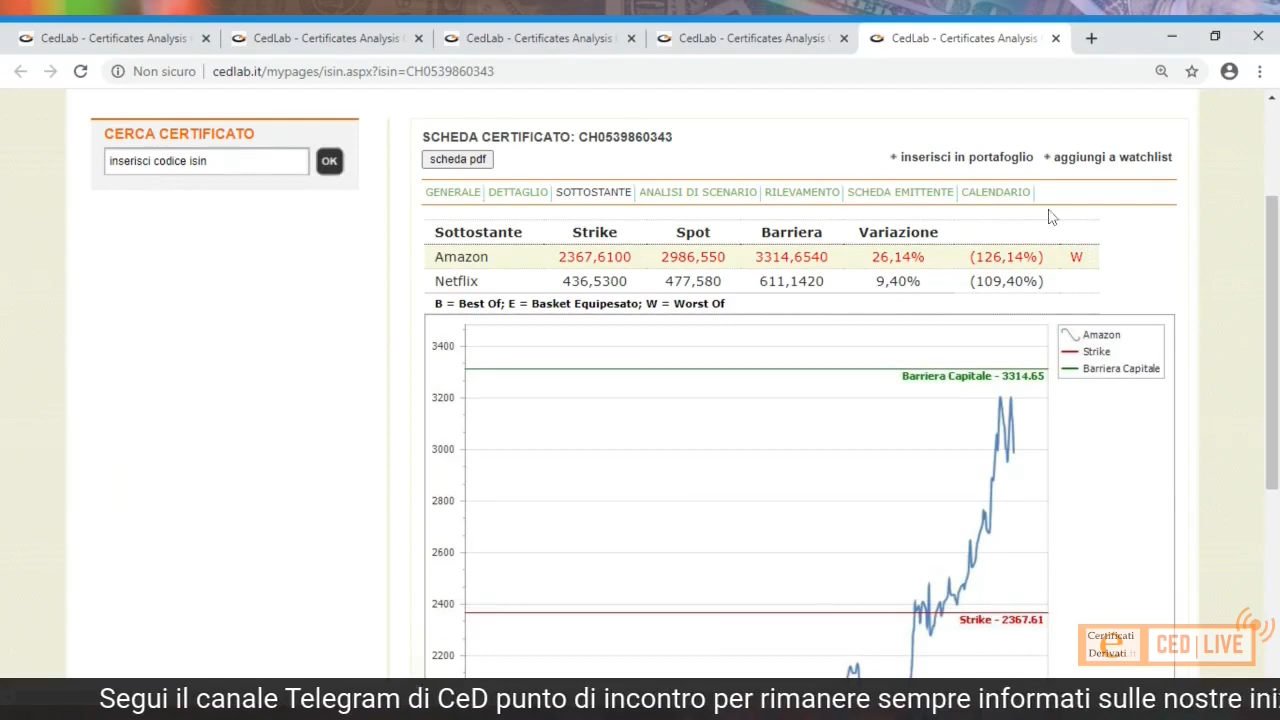 CedLab - Certificates Analysis
CedLab - Certificates Analysis
CedLab - Certificates Analysis
CedLab - Certificates Analysis
CedLab - Certificates Analysis
Non sicuro
cedlab.it/mypages/isin.aspx?isin=CH0539860343
CERCA CERTIFICATO
inserisci codice isin
OK
SCHEDA CERTIFICATO: CH0539860343
scheda pdf
+ inserisci in portafoglio + aggiungi a watchlist
GENERALE DETTAGLIO SOTTOSTANTE ANALISI DI SCENARIO RILEVAMENTO SCHEDA EMITTENTE CALENDARIO
Sottostante Strike Spot Barriera Variazione
Amazon 2367,6100 2986,550 3314,6540 26,14% (126,14%) W
Netflix 436,5300 477,580 611,1420 9,40% (109,40%)
B = Best Of; E = Basket Equipesato; W = Worst Of
3400
3200
3000
2800
2600
2400
2200
Barriera Capitale - 3314.65
Strike - 2367.61
Amazon
Strike
Barriera Capitale
Certificati
e
Derivati.it
CED|LIVE
Segui il canale Telegram di CeD punto di incontro per rimanere sempre informati sulle nostre iniz